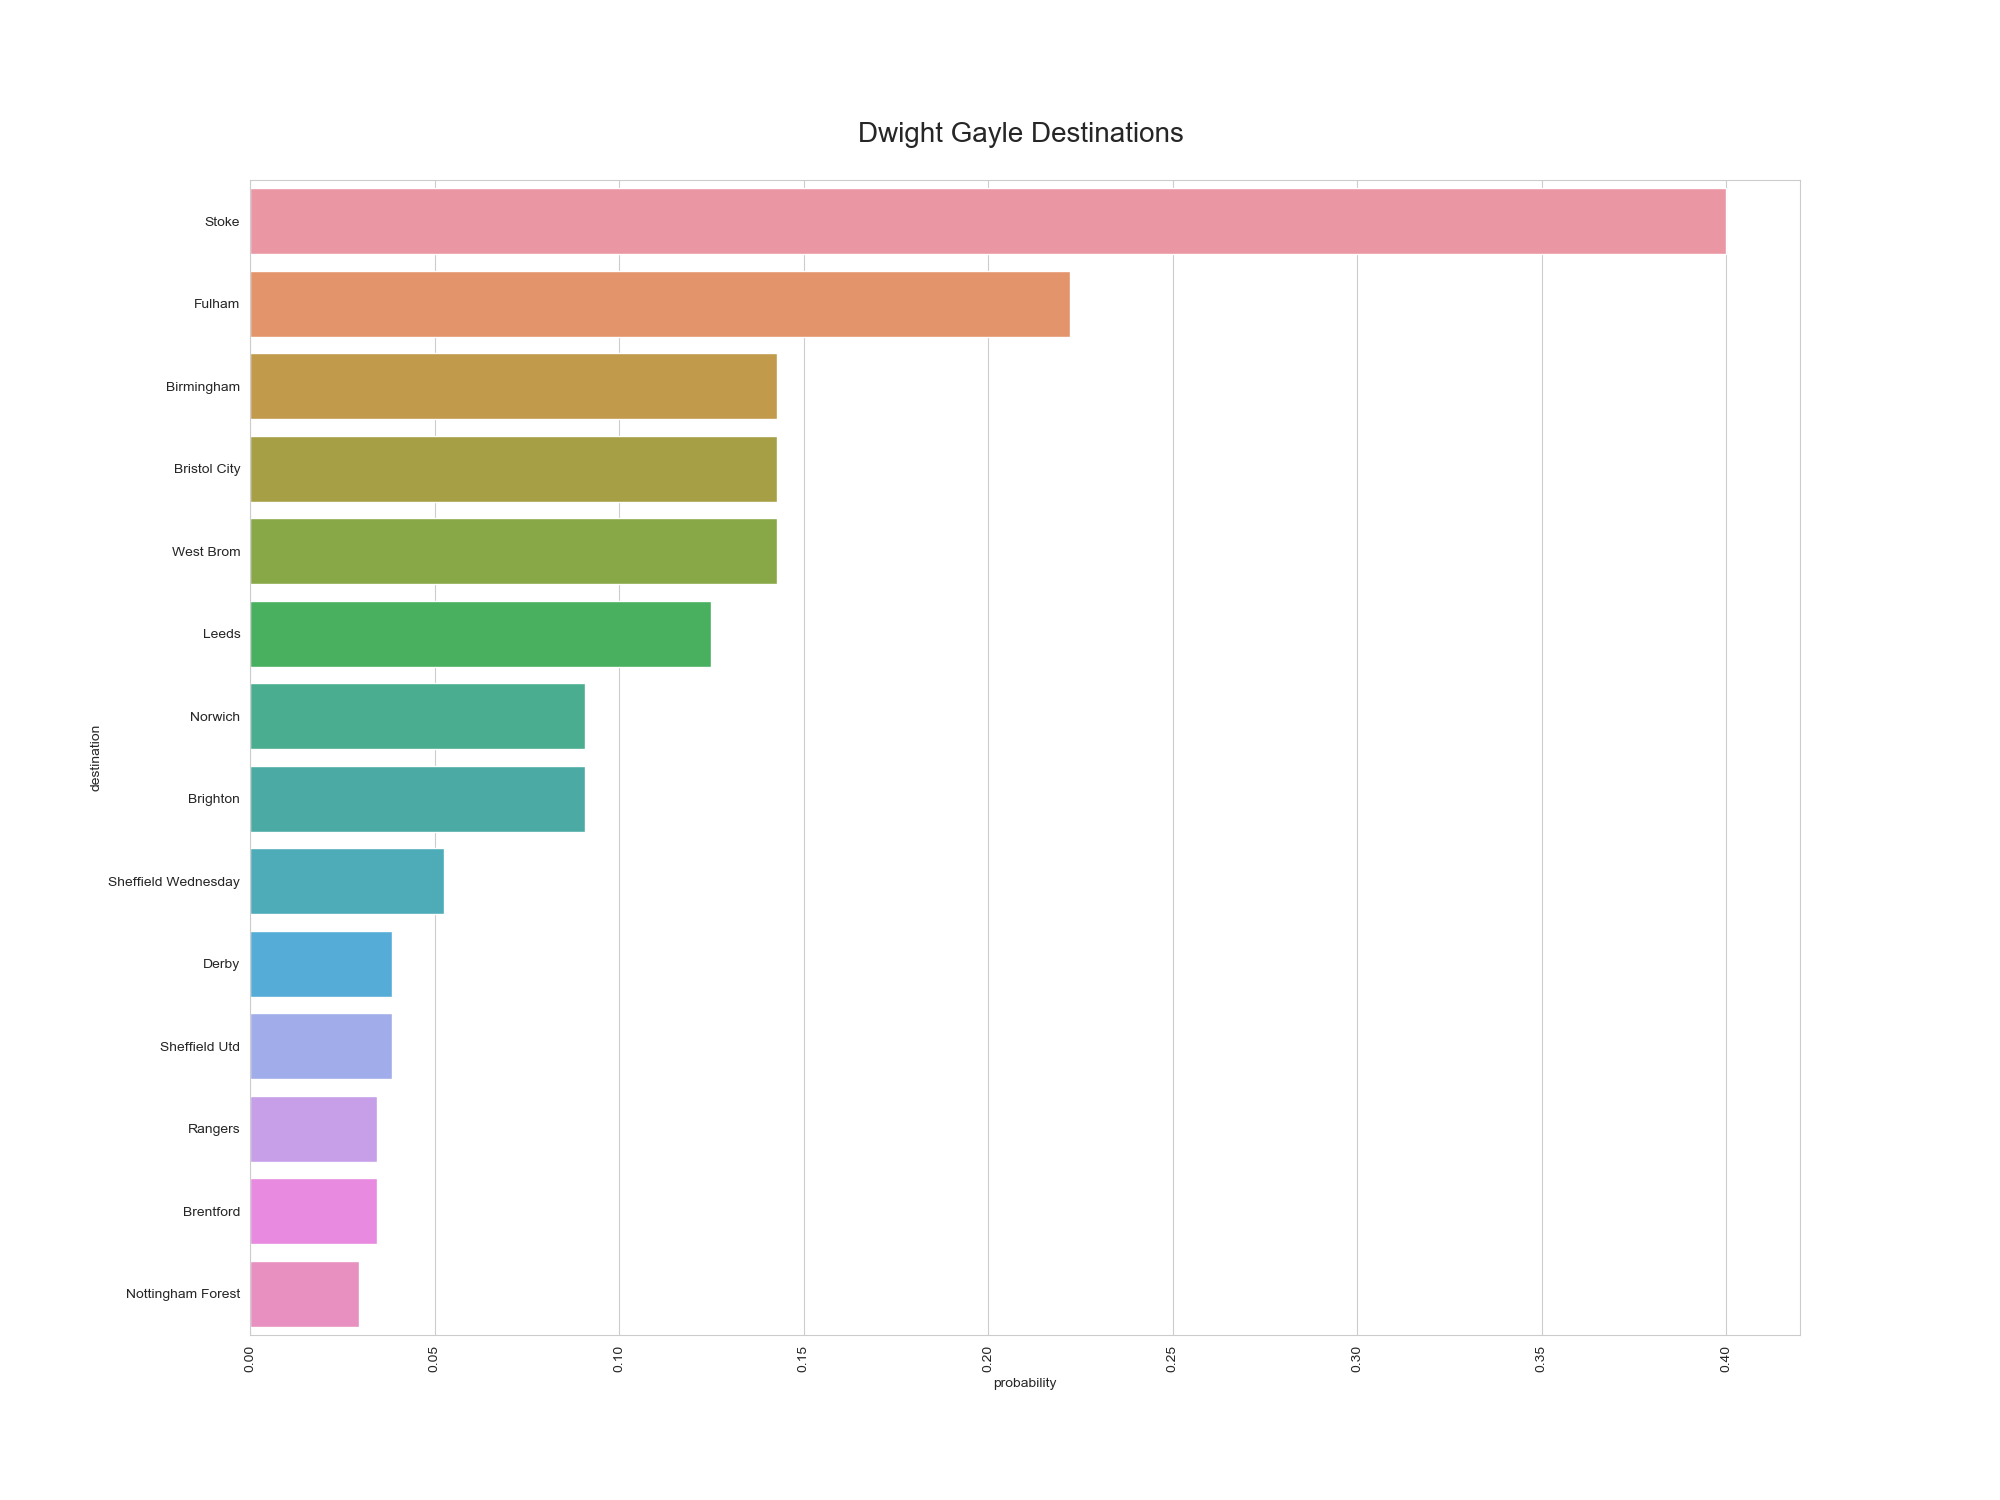 Dwight Gayle Destinations
Stoke
Fulham
Birmingham
Bristol City
West Brom
Leeds
Norwich
Brighton
Sheffield Wednesday
Derby
Sheffield Utd
Rangers
Brentford
Nottingham Forest
destination
0.00
0.05
0.10
0.15
0.20
0.25
0.30
0.35
0.40
probability